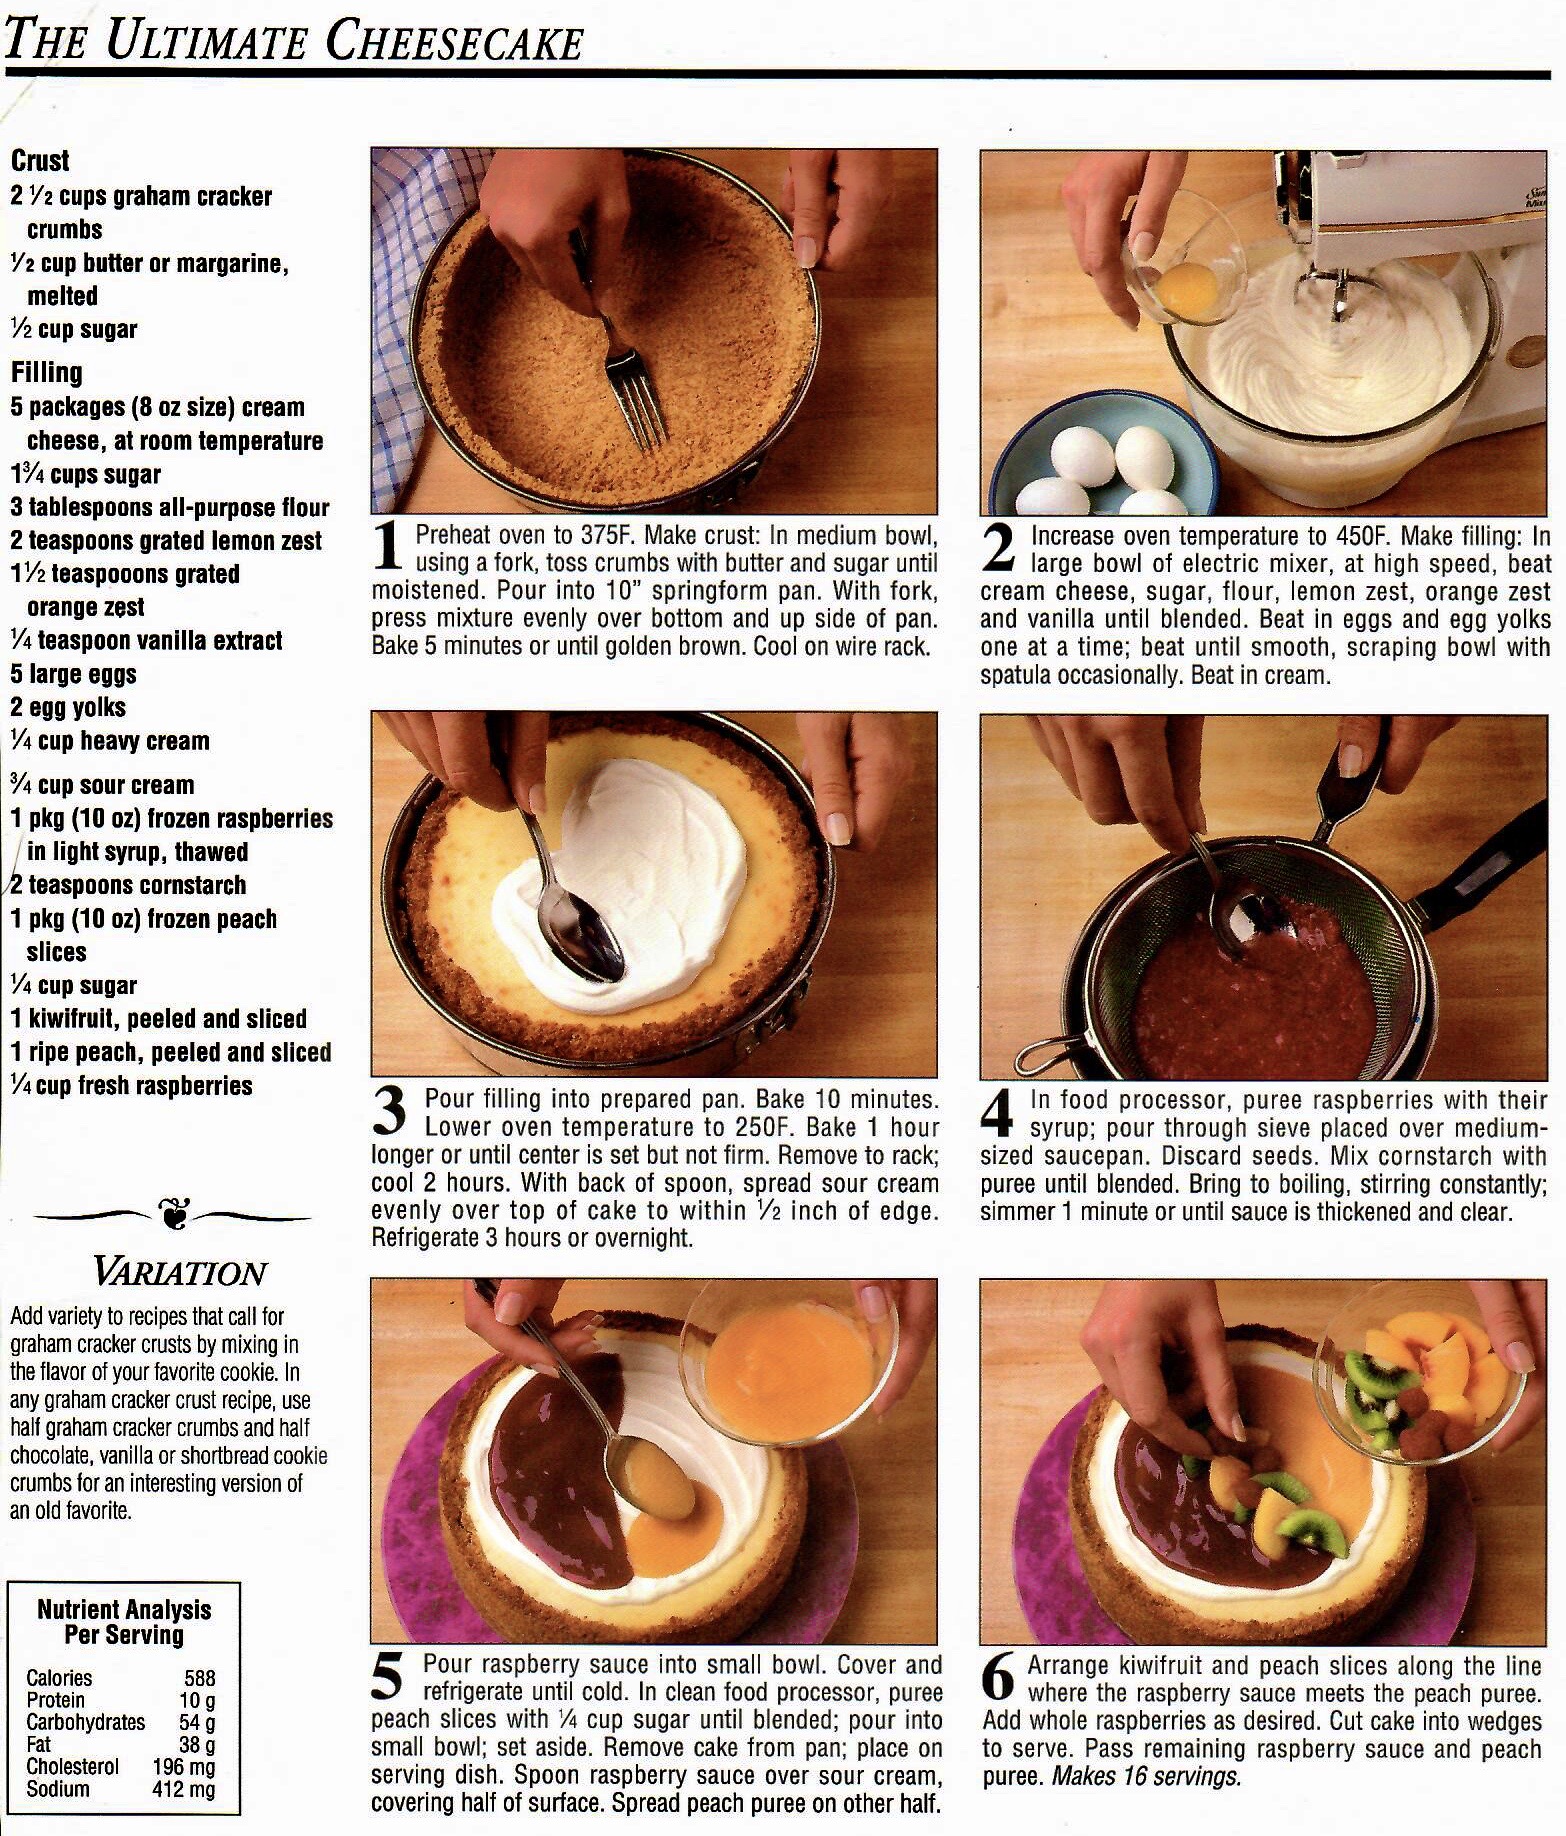 THE ULTIMATE CHEESECAKE
Crust
2 1/2 cups graham cracker
crumbs
1/2 cup butter or margarine,
melted
1/2 cup sugar
Filling
5 packages (8 oz size) cream
cheese, at room temperature
1 3/4 cups sugar
3 tablespoons all-purpose flour
2 teaspoons grated lemon zest
1 1/2 teaspooons grated
orange zest
1/4 teaspoon vanilla extract
5 large eggs
2 egg yolks
1/4 cup heavy cream
3/4 cup sour cream
1 pkg (10 oz) frozen raspberries
in light syrup, thawed
2 teaspoons cornstarch
1 pkg (10 oz) frozen peach
slices
1/4 cup sugar
1 kiwifruit, peeled and sliced
1 ripe peach, peeled and sliced
1/4 cup fresh raspberries
VARIATION
Add variety to recipes that call for
graham cracker crusts by mixing in
the flavor of your favorite cookie. In
any graham cracker crust recipe, use
half graham cracker crumbs and half
chocolate, vanilla or shortbread cookie
crumbs for an interesting version of
an old favorite.
Nutrient Analysis
Per Serving
Calories 588
Protein 10 g
Carbohydrates 54 g
Fat 38 g
Cholesterol 196 mg
Sodium 412 mg
1 Preheat oven to 375F. Make crust: In medium bowl,
using a fork, toss crumbs with butter and sugar until
moistened. Pour into 10” springform pan. With fork,
press mixture evenly over bottom and up side of pan.
Bake 5 minutes or until golden brown. Cool on wire rack.
2 Increase oven temperature to 450F. Make filling: In
large bowl of electric mixer, at high speed, beat
cream cheese, sugar, flour, lemon zest, orange zest
and vanilla until blended. Beat in eggs and egg yolks
one at a time; beat until smooth, scraping bowl with
spatula occasionally. Beat in cream.
3 Pour filling into prepared pan. Bake 10 minutes.
Lower oven temperature to 250F. Bake 1 hour
longer or until center is set but not firm. Remove to rack;
cool 2 hours. With back of spoon, spread sour cream
evenly over top of cake to within 1/2 inch of edge.
Refrigerate 3 hours or overnight.
4 In food processor, puree raspberries with their
syrup; pour through sieve placed over medium-
sized saucepan. Discard seeds. Mix cornstarch with
puree until blended. Bring to boiling, stirring constantly;
simmer 1 minute or until sauce is thickened and clear.
5 Pour raspberry sauce into small bowl. Cover and
refrigerate until cold. In clean food processor, puree
peach slices with 1/4 cup sugar until blended; pour into
small bowl; set aside. Remove cake from pan; place on
serving dish. Spoon raspberry sauce over sour cream,
covering half of surface. Spread peach puree on other half.
6 Arrange kiwifruit and peach slices along the line
where the raspberry sauce meets the peach puree.
Add whole raspberries as desired. Cut cake into wedges
to serve. Pass remaining raspberry sauce and peach
puree. Makes 16 servings.